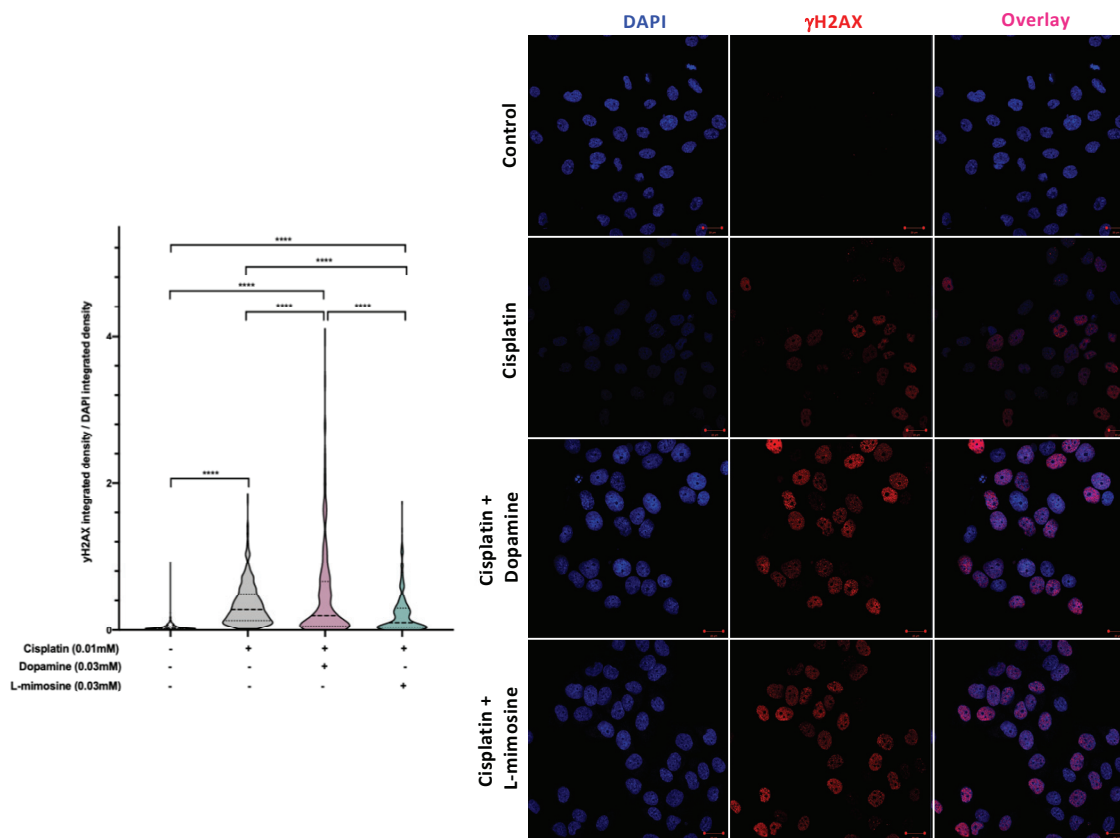 DAPI γH2AX Overlay
Control
Cisplatin
Cisplatin +
Dopamine
Cisplatin +
L-mimosine
γH2AX integrated density / DAPI integrated density
****
****
****
**** ****
****
4
2
0
Cisplatin (0.01mM) - + + +
Dopamine (0.03mM) - - + -
L-mimosine (0.03mM) - - - +